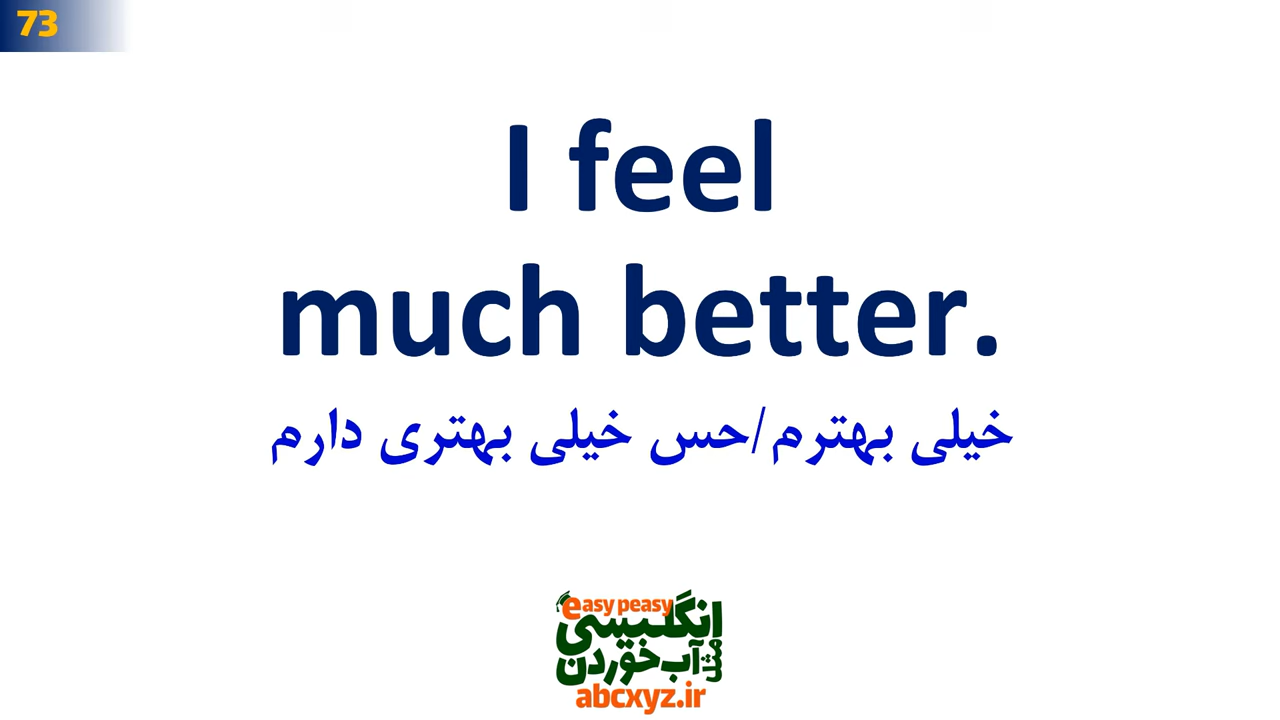 73
I feel
much better.
خیلی بهترم/حس خیلی بهتری دارم
easy peasy
انگلیسی
مثل آب خوردن
abcxyz.ir